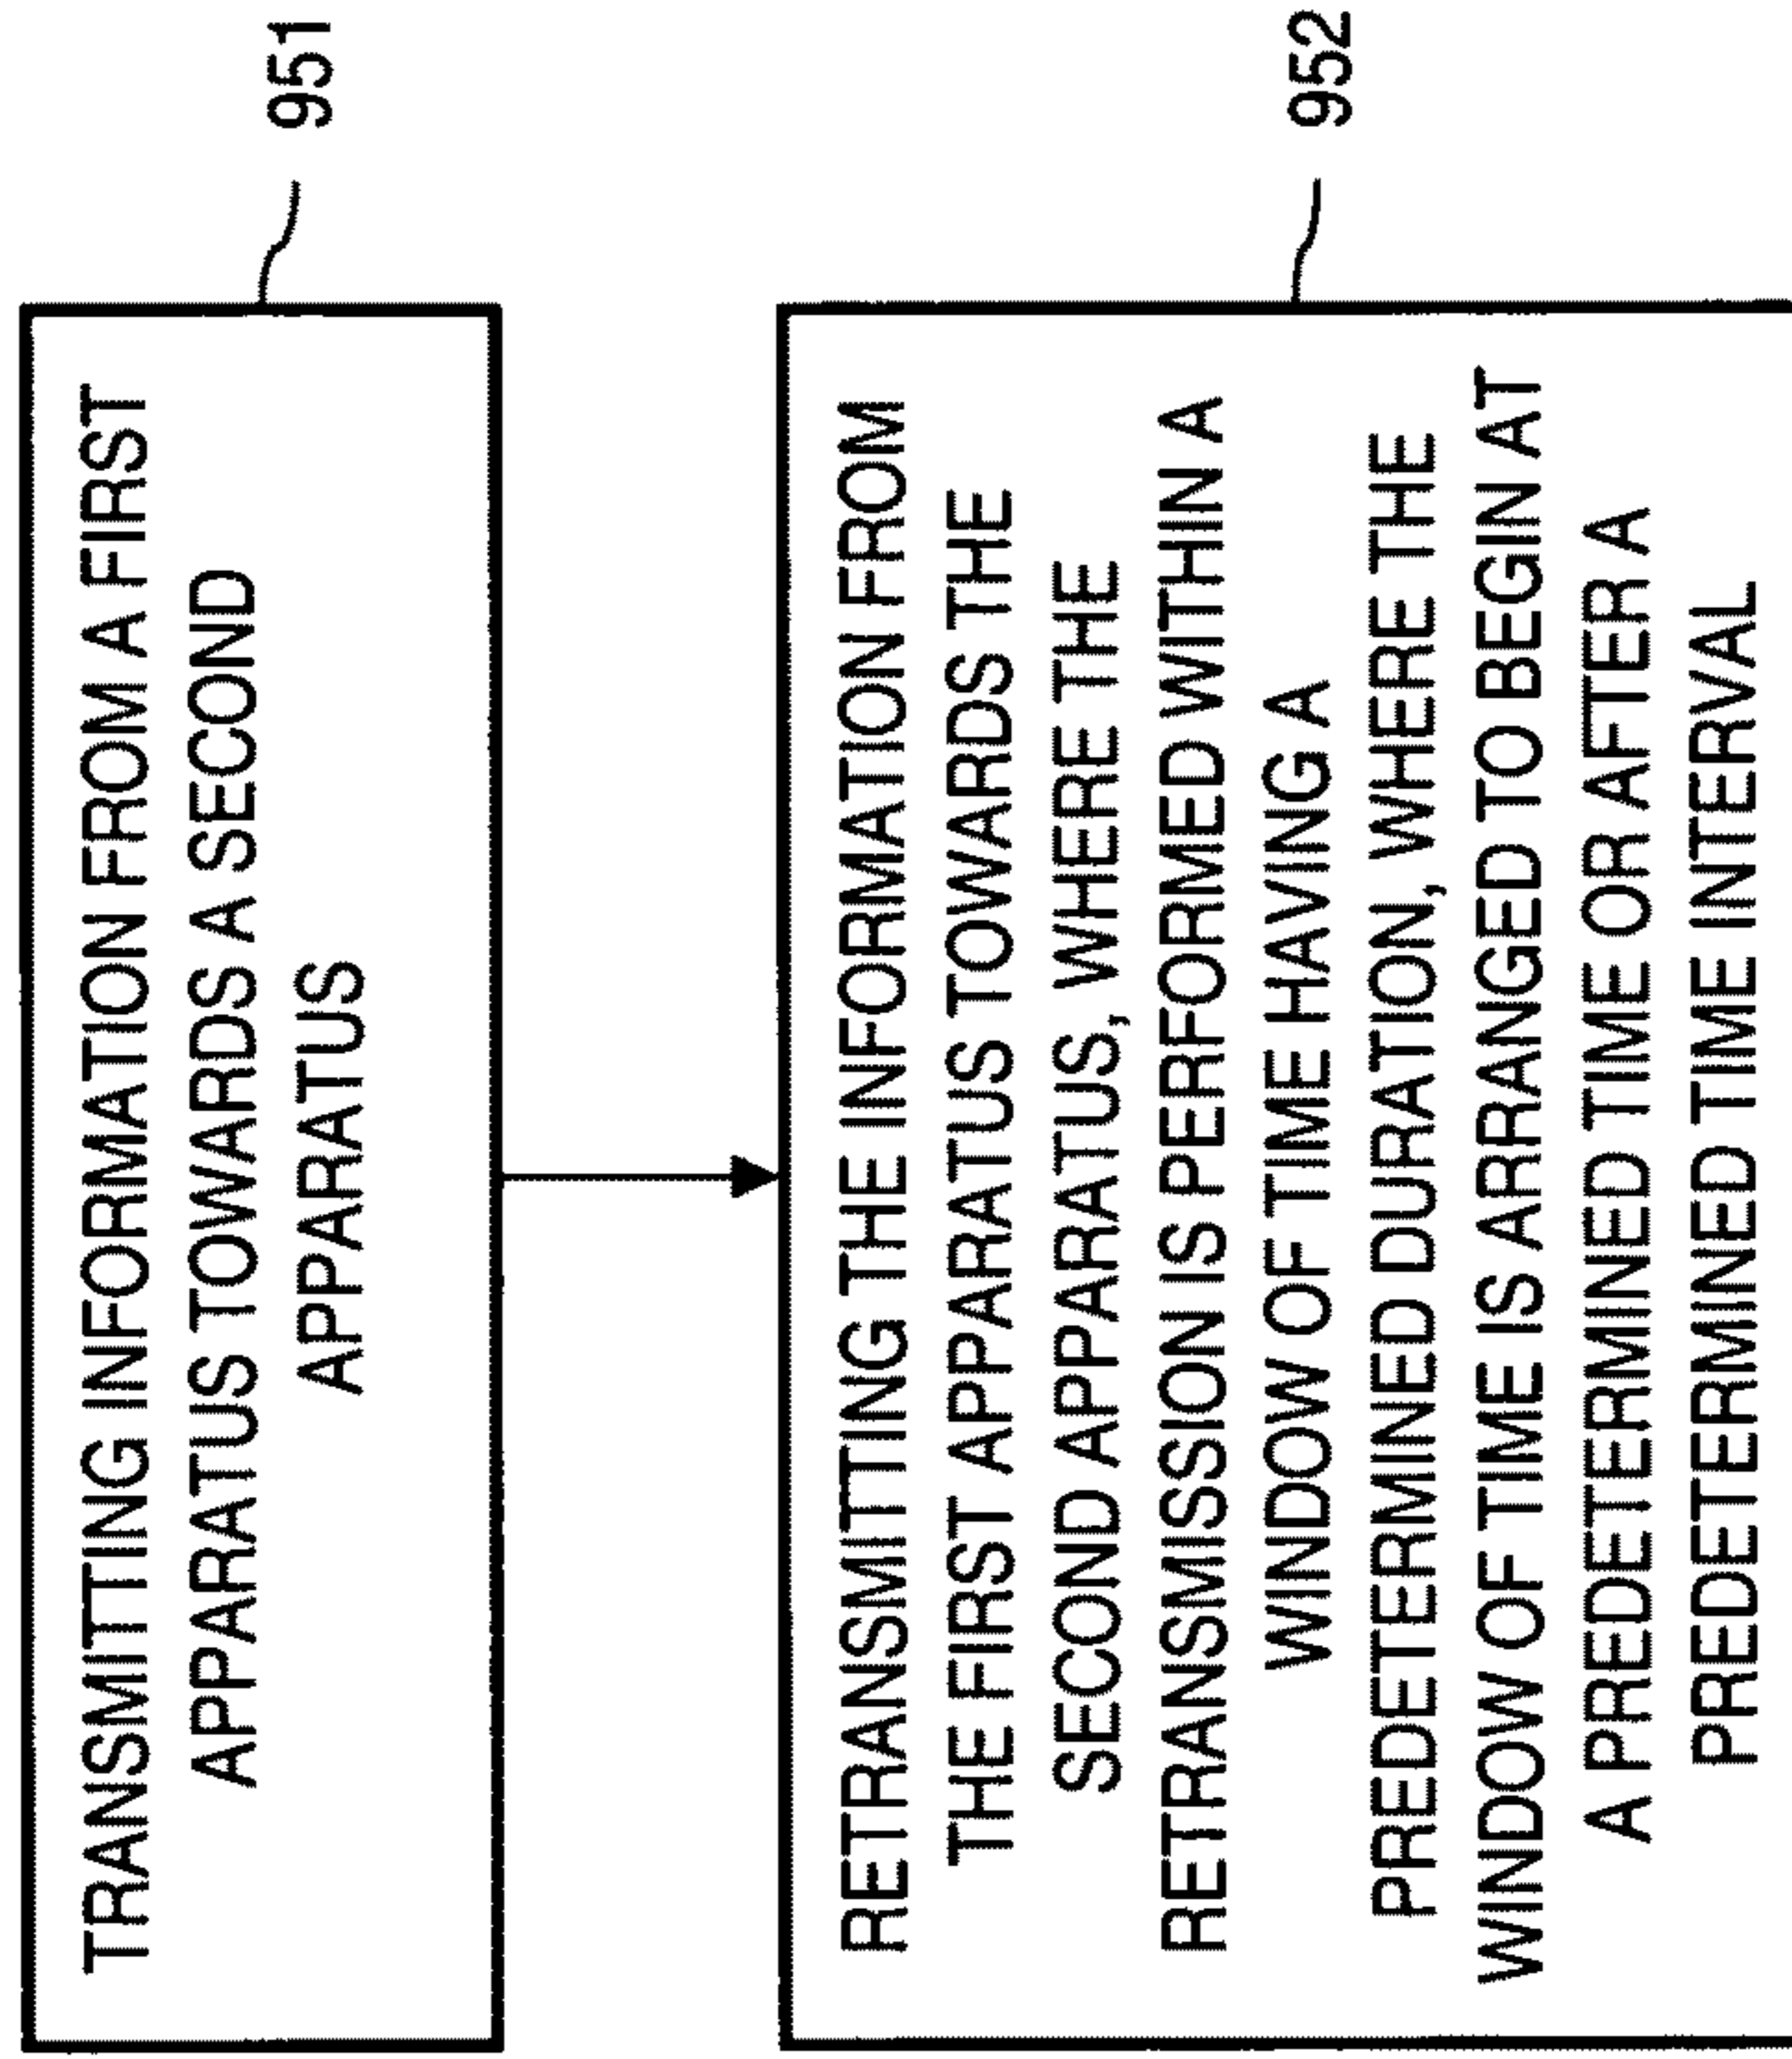 TRANSMITTING INFORMATION FROM A FIRST
APPARATUS TOWARDS A SECOND
APPARATUS
951
RETRANSMITTING THE INFORMATION FROM
THE FIRST APPARATUS TOWARDS THE
SECOND APPARATUS, WHERE THE
RETRANSMISSION IS PERFORMED WITHIN A
WINDOW OF TIME HAVING A
PREDETERMINED DURATION, WHERE THE
WINDOW OF TIME IS ARRANGED TO BEGIN AT
A PREDETERMINED TIME OR AFTER A
PREDETERMINED TIME INTERVAL
952